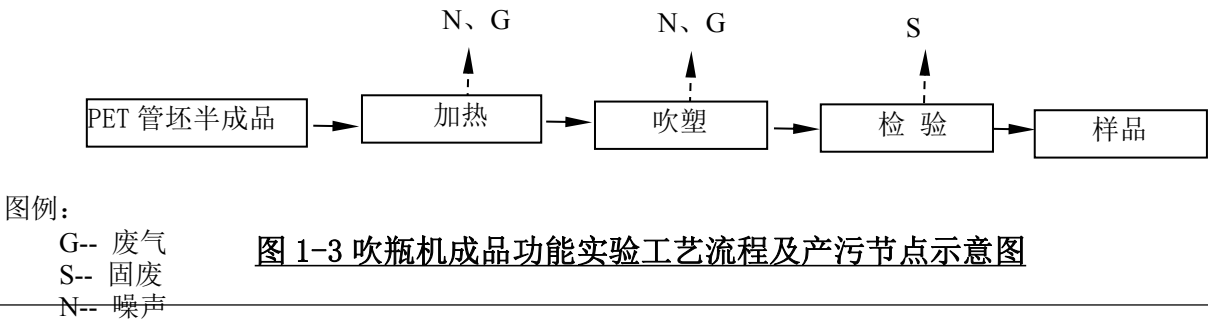 N、G N、G S
PET 管坯半成品 加热 吹塑 检 验 样品
图例：
G-- 废气
图 1-3 吹瓶机成品功能实验工艺流程及产污节点示意图
S-- 固废
N-- 噪声